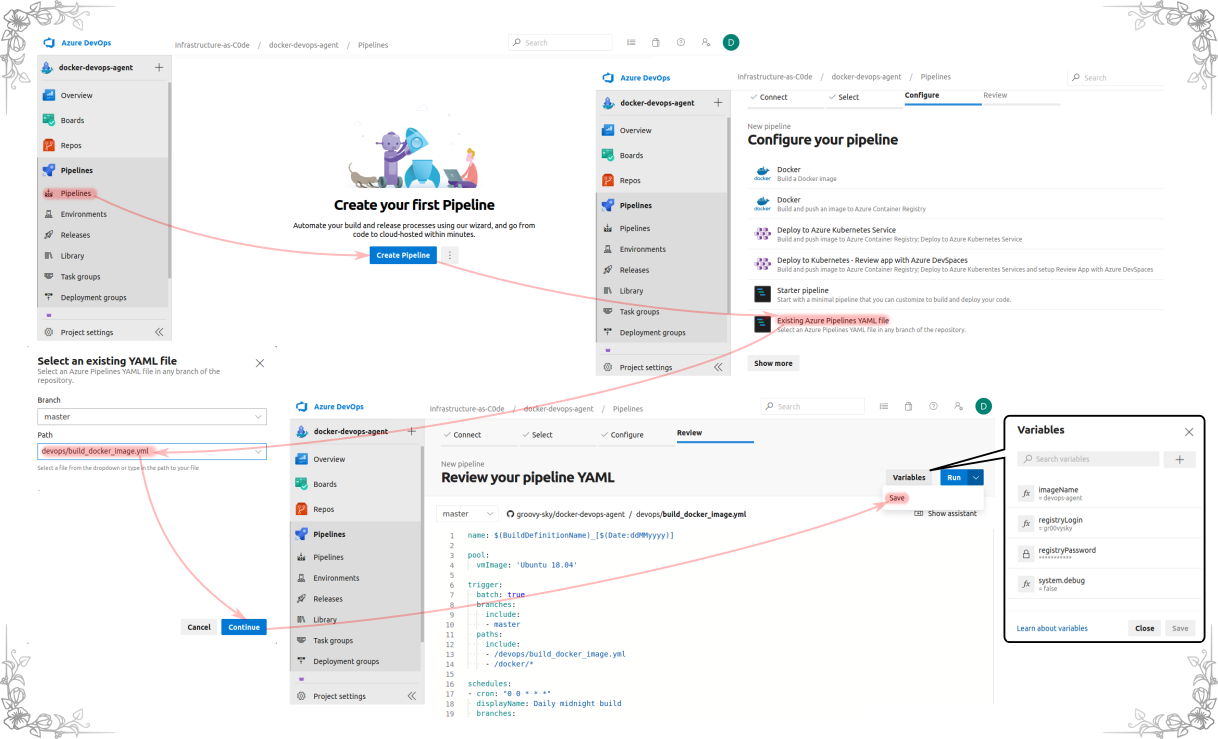 Azure DevOps
Infrastructure-as-C0de / docker-devops-agent / Pipelines
Search
D
docker-devops-agent
Overview
Boards
Repos
Pipelines
Pipelines
Environments
Releases
Library
Task groups
Deployment groups
Project settings
Create your first Pipeline
Automate your build and release processes using our wizard, and go from
code to cloud-hosted within minutes.
Create Pipeline
Azure DevOps
Infrastructure-as-C0de / docker-devops-agent / Pipelines
Search
docker-devops-agent
Overview
Boards
Repos
Pipelines
Pipelines
Environments
Releases
Library
Task groups
Deployment groups
Project settings
Connect
Select
Configure
Review
New pipeline
Configure your pipeline
docker
Docker
Build a Docker image
docker
Docker
Build and push an image to Azure Container Registry
Deploy to Azure Kubernetes Service
Build and push image to Azure Container Registry; Deploy to Azure Kubernetes Service
Deploy to Kubernetes - Review app with Azure DevSpaces
Build and push image to Azure Container Registry; Deploy to Azure Kuberentes Services and setup Review App with Azure DevSpaces
Starter pipeline
Start with a minimal pipeline that you can customize to build and deploy your code.
Existing Azure Pipelines YAML file
Select an Azure Pipelines YAML file in any branch of the repository.
Show more
Select an existing YAML file
Select an Azure Pipelines YAML file in any branch of the
repository.
Branch
master
Path
devops/build_docker_image.yml
Select a file from the dropdown or type in the path to your file
Cancel
Continue
Azure DevOps
Infrastructure-as-C0de / docker-devops-agent / Pipelines
Search
D
docker-devops-agent
Overview
Boards
Repos
Pipelines
Pipelines
Environments
Releases
Library
Task groups
Deployment groups
Project settings
Connect
Select
Configure
Review
New pipeline
Review your pipeline YAML
Variables
Run
Save
master
groovy-sky/docker-devops-agent / devops/build_docker_image.yml
Show assistant
1 name: $(BuildDefinitionName)_[$(Date:ddMMyyyy)]
2
3 pool:
4 vmImage: 'Ubuntu 18.04'
5
6 trigger:
7 batch: true
8 branches:
9 include:
10 - master
11 paths:
12 include:
13 - /devops/build_docker_image.yml
14 - /docker/*
15
16 schedules:
17 - cron: "0 0 * * *"
18 displayName: Daily midnight build
19 branches:
Variables
Search variables
fx imageName
= devops-agent
fx registryLogin
= gr00vysky
registryPassword
***********
fx system.debug
= false
Learn about variables
Close
Save